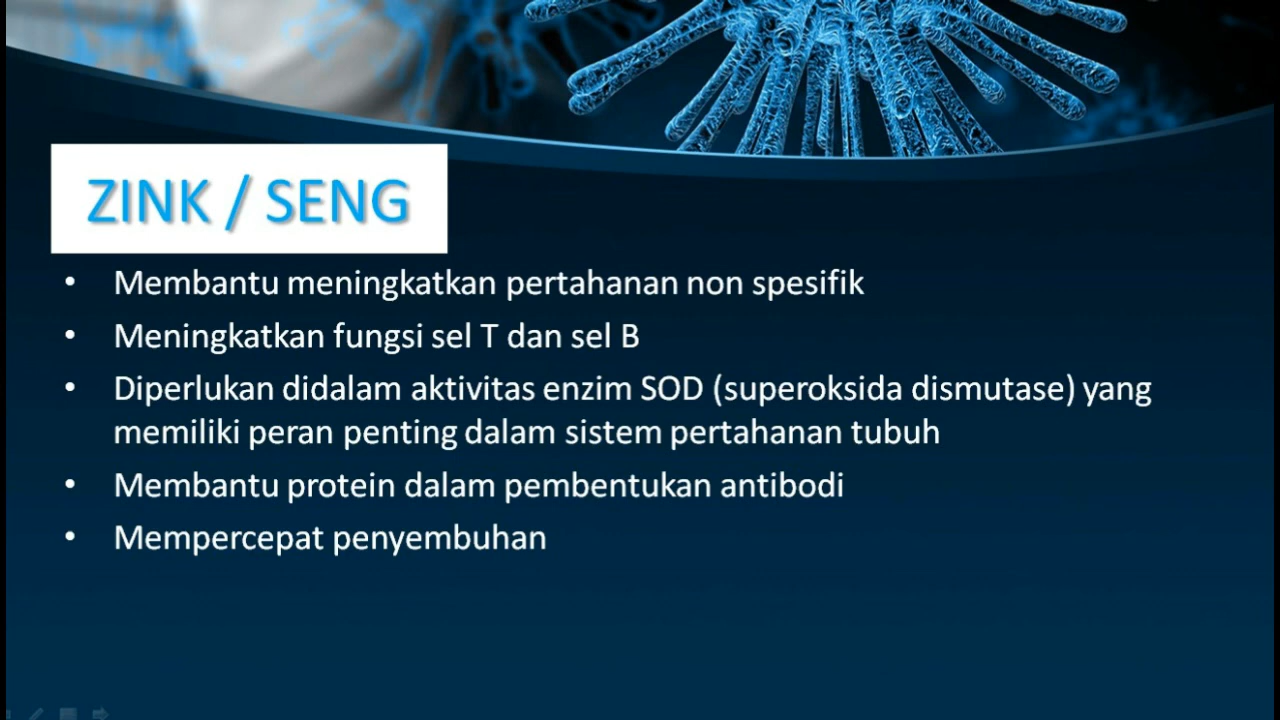 ZINK / SENG
• Membantu meningkatkan pertahanan non spesifik
• Meningkatkan fungsi sel T dan sel B
• Diperlukan didalam aktivitas enzim SOD (superoksida dismutase) yang
memiliki peran penting dalam sistem pertahanan tubuh
• Membantu protein dalam pembentukan antibodi
• Mempercepat penyembuhan